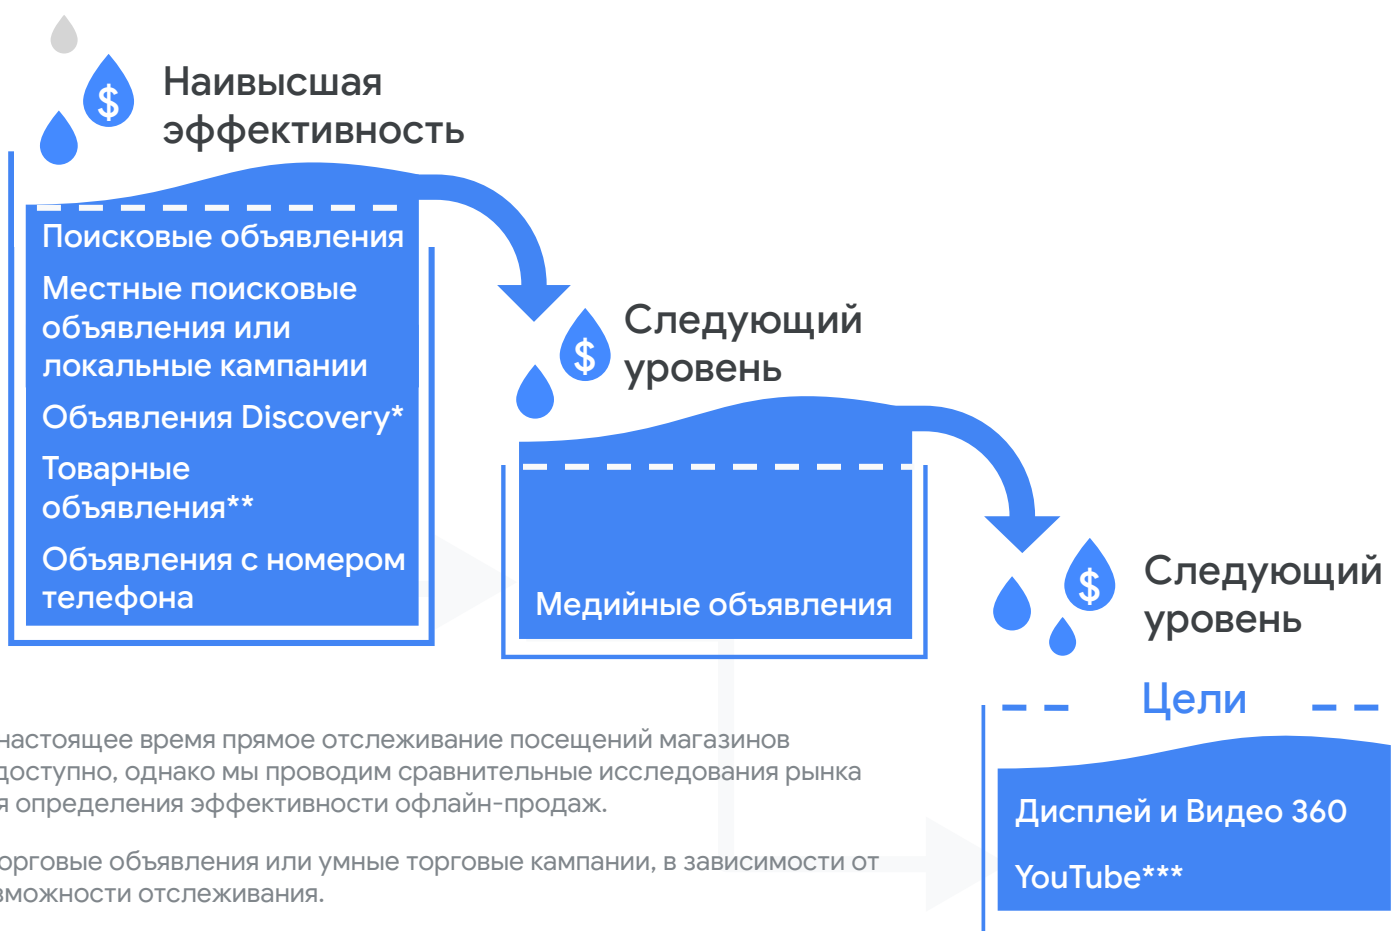 $
Наивысшая
эффективность
Поисковые объявления
Местные поисковые
объявления или
локальные кампании
Объявления Discovery*
Товарные
объявления**
Объявления с номером
телефона
$
Следующий
уровень
Медийные объявления
$
Следующий
уровень
Цели
Дисплей и Видео 360
YouTube***
настоящее время прямое отслеживание посещений магазинов
доступно, однако мы проводим сравнительные исследования рынка
я определения эффективности офлайн-продаж.
орговые объявления или умные торговые кампании, в зависимости от
зможности отслеживания.